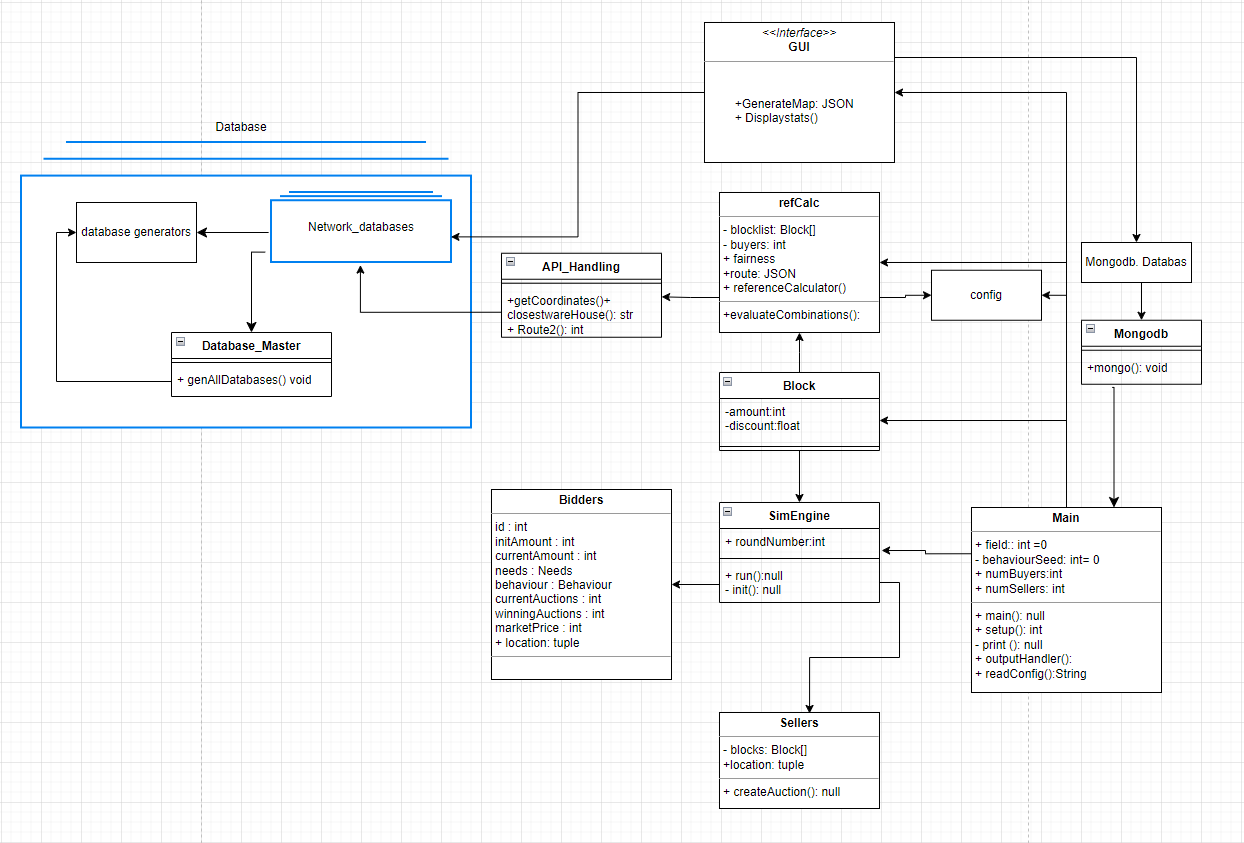 <<Interface>>
GUI
+GenerateMap: JSON
+ Displaystats()
Database
database generators
Network_databases
Database_Master
+ genAllDatabases() void
API_Handling
+getCoordinates()+
closestwareHouse(): str
+ Route2(): int
refCalc
- blocklist: Block[]
- buyers: int
+ fairness
+route: JSON
+ referenceCalculator()
+evaluateCombinations():
config
Mongodb. Databas
Mongodb
+mongo(): void
Block
-amount:int
-discount:float
Bidders
id : int
initAmount : int
currentAmount : int
needs : Needs
behaviour : Behaviour
currentAuctions : int
winningAuctions : int
marketPrice : int
+ location: tuple
SimEngine
+ roundNumber:int
+ run():null
- init(): null
Main
+ field:: int =0
- behaviourSeed: int= 0
+ numBuyers:int
+ numSellers: int
+ main(): null
+ setup(): int
- print (): null
+ outputHandler():
+ readConfig():String
Sellers
- blocks: Block[]
+location: tuple
+ createAuction(): null